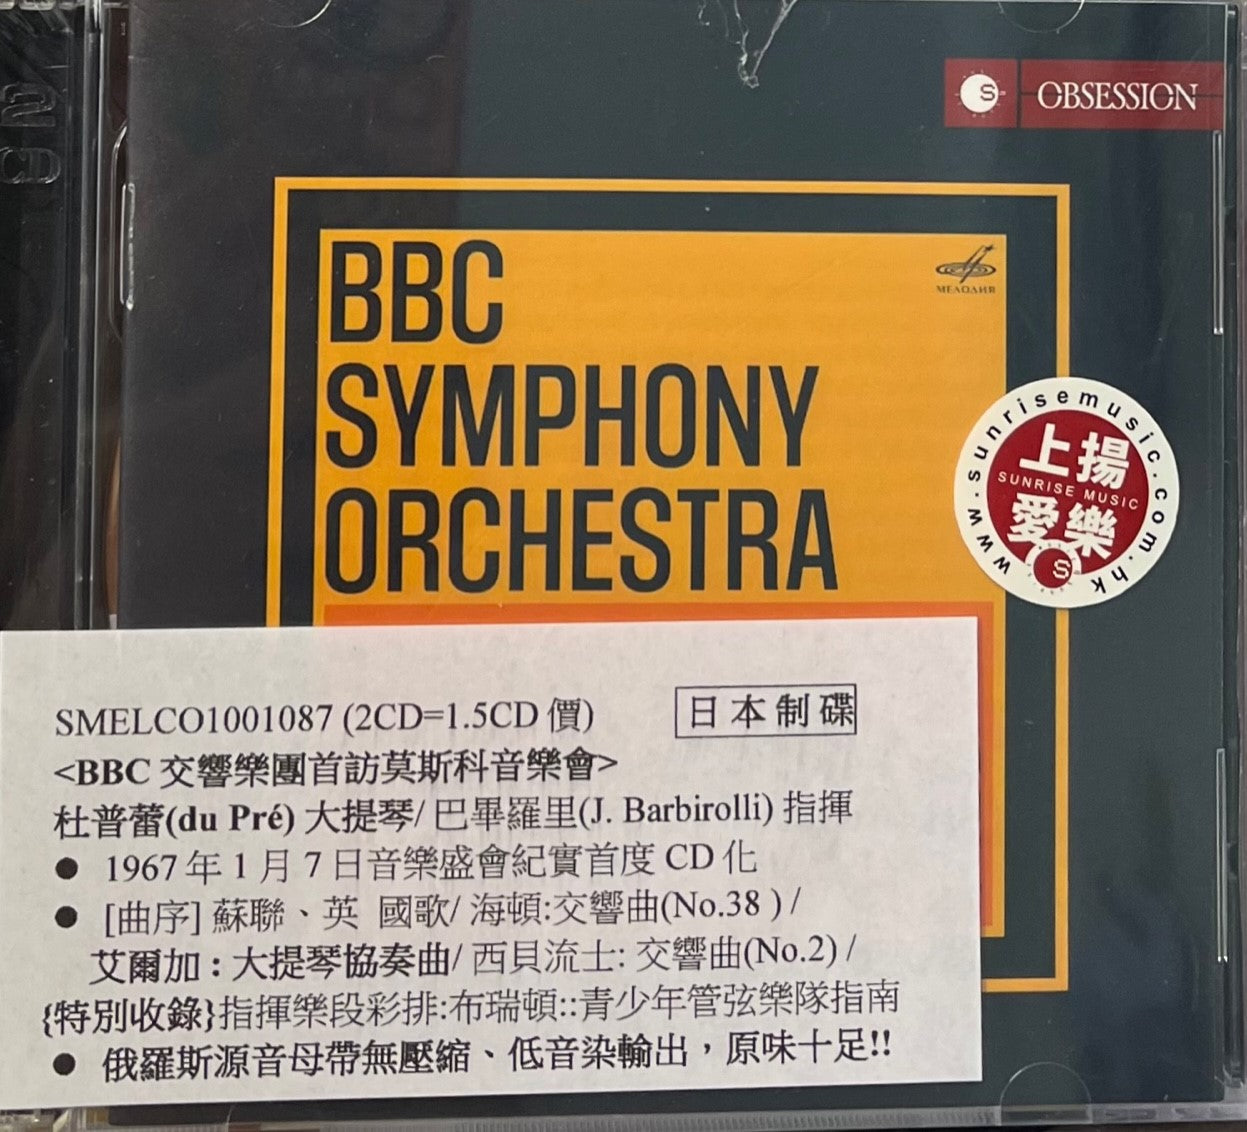 2
CD
S OBSESSION
BBC
SYMPHONY
ORCHESTRA
МЕЛОДИЯ
www.sunrisemusic.com.hk
上揚
SUNRISE MUSIC
愛樂
S
SMELCO1001087 (2CD=1.5CD 價) 日本制碟
<BBC 交響樂團首訪莫斯科音樂會>
杜普蕾(du Pré) 大提琴/ 巴畢羅里(J. Barbirolli) 指揮
● 1967 年 1 月 7 日音樂盛會紀實首度 CD 化
● [曲序] 蘇聯、英 國歌/ 海頓:交響曲(No.38 ) /
艾爾加 : 大提琴協奏曲/ 西貝流士: 交響曲(No.2) /
{特別收錄}指揮樂段彩排:布瑞頓::青少年管弦樂隊指南
● 俄羅斯源音母帶無壓縮、低音染輸出，原味十足!!